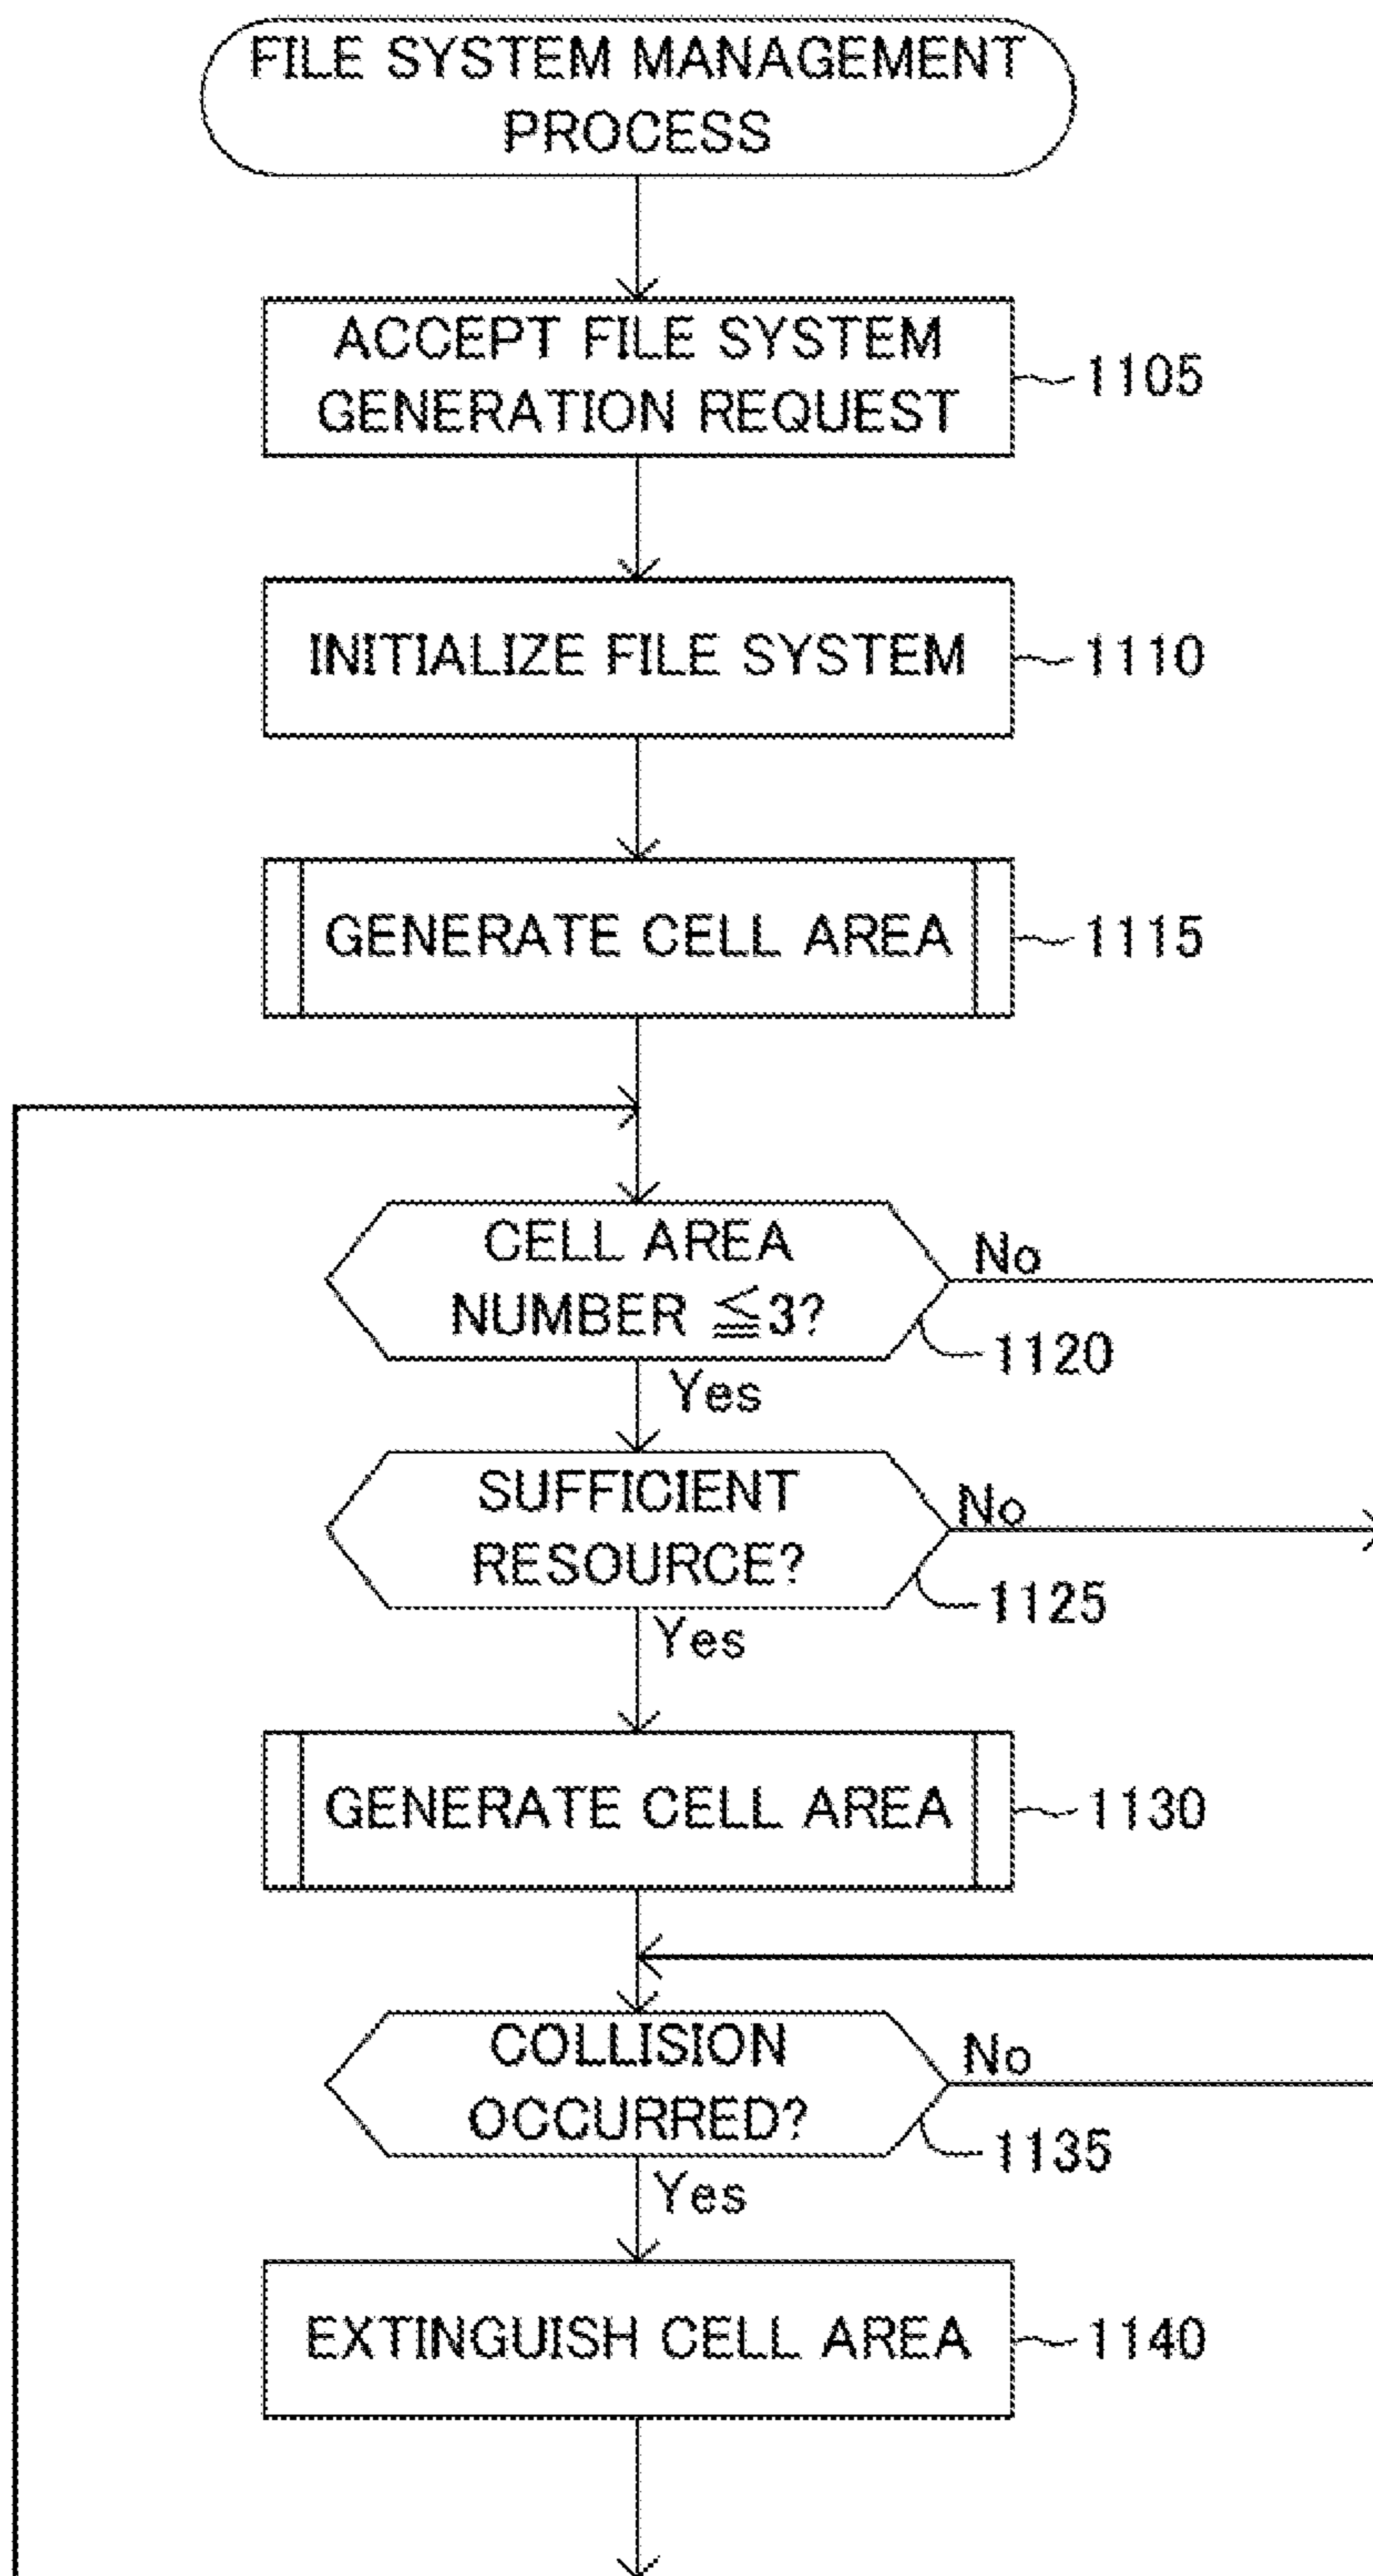 FILE SYSTEM MANAGEMENT
PROCESS
ACCEPT FILE SYSTEM
GENERATION REQUEST
1105
INITIALIZE FILE SYSTEM
1110
GENERATE CELL AREA
1115
CELL AREA
NUMBER ≦3?
No
1120
Yes
SUFFICIENT
RESOURCE?
No
1125
Yes
GENERATE CELL AREA
1130
COLLISION
OCCURRED?
No
1135
Yes
EXTINGUISH CELL AREA
1140